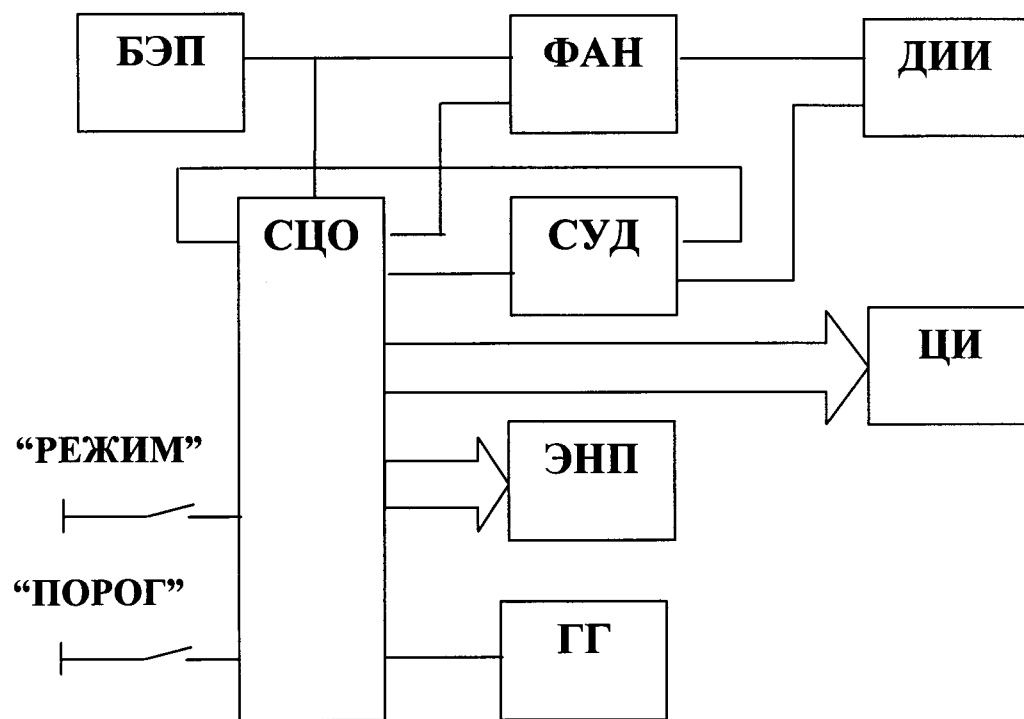 БЭП
ФАН
ДИИ
СЦО
СУД
ЦИ
“РЕЖИМ”
ЭНП
“ПОРОГ”
ГГ